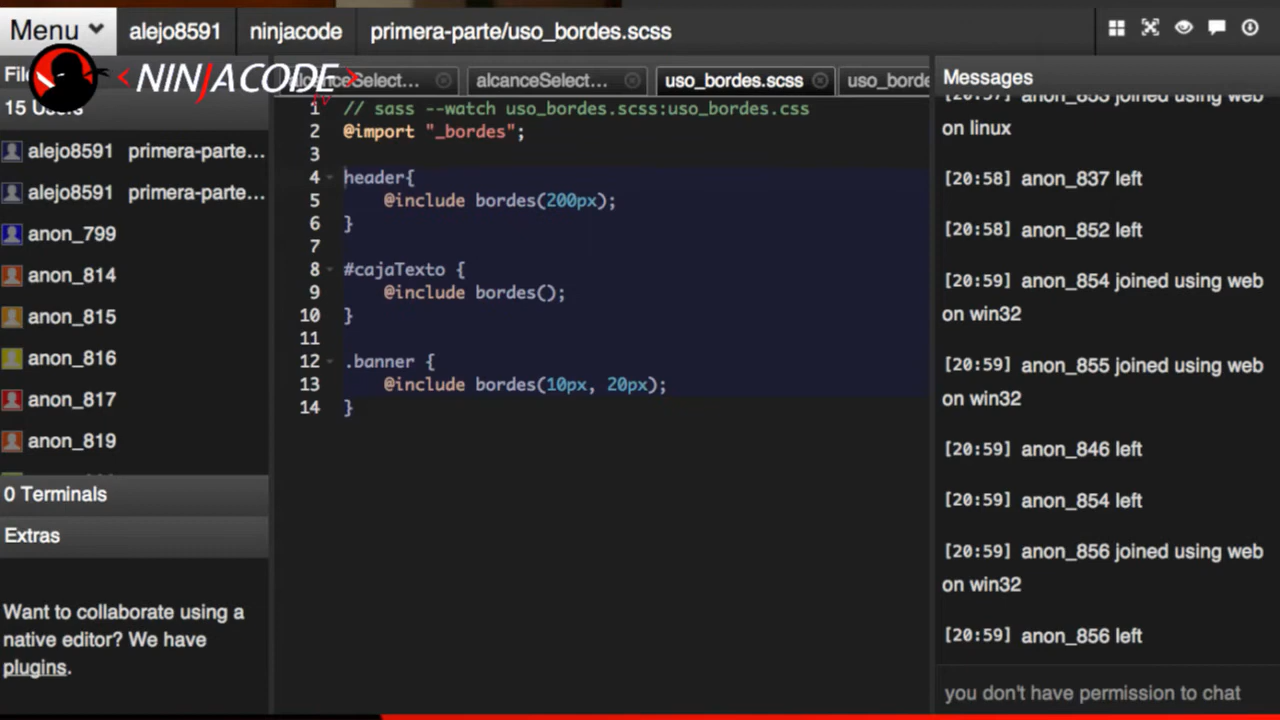 Menu alejo8591 ninjacode primera-parte/uso_bordes.scss
<NINJACODE>
15 Users
alejo8591 primera-parte...
alejo8591 primera-parte...
anon_799
anon_814
anon_815
anon_816
anon_817
anon_819
0 Terminals
Extras
Want to collaborate using a
native editor? We have
plugins.
alcanceSelect... uso_bordes.scss uso_borde
1 // sass --watch uso_bordes.scss:uso_bordes.css
2 @import "_bordes";
3
4 header{
5 @include bordes(200px);
6 }
7
8 #cajaTexto {
9 @include bordes();
10 }
11
12 .banner {
13 @include bordes(10px, 20px);
14 }
Messages
[20:57] anon_853 joined using web
on linux
[20:58] anon_837 left
[20:58] anon_852 left
[20:59] anon_854 joined using web
on win32
[20:59] anon_855 joined using web
on win32
[20:59] anon_846 left
[20:59] anon_854 left
[20:59] anon_856 joined using web
on win32
[20:59] anon_856 left
you don't have permission to chat